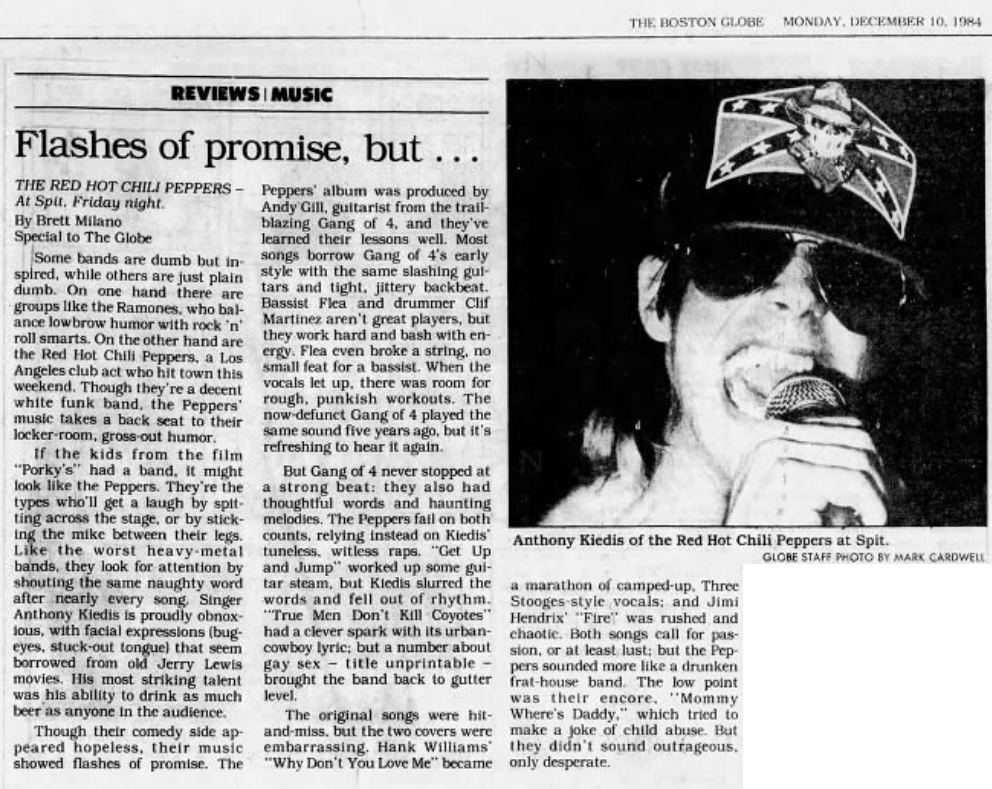 THE BOSTON GLOBE MONDAY, DECEMBER 10, 1984
REVIEWS | MUSIC
Flashes of promise, but . . .
THE RED HOT CHILI PEPPERS –
At Spit, Friday night.
By Brett Milano
Special to The Globe
Some bands are dumb but in-
spired, while others are just plain
dumb. On one hand there are
groups like the Ramones, who bal-
ance lowbrow humor with rock 'n'
roll smarts. On the other hand are
the Red Hot Chili Peppers, a Los
Angeles club act who hit town this
weekend. Though they're a decent
white funk band, the Peppers'
music takes a back seat to their
locker-room, gross-out humor.
If the kids from the film
"Porky's" had a band, it might
look like the Peppers. They're the
types who'll get a laugh by spit-
ting across the stage, or by stick-
ing the mike between their legs.
Like the worst heavy-metal
bands, they look for attention by
shouting the same naughty word
after nearly every song. Singer
Anthony Kiedis is proudly obnox-
ious, with facial expressions (bug-
eyes, stuck-out tongue) that seem
borrowed from old Jerry Lewis
movies. His most striking talent
was his ability to drink as much
beer as anyone in the audience.
Though their comedy side ap-
peared hopeless, their music
showed flashes of promise. The
Peppers' album was produced by
Andy Gill, guitarist from the trail-
blazing Gang of 4, and they've
learned their lessons well. Most
songs borrow Gang of 4's early
style with the same slashing gui-
tars and tight, jittery backbeat.
Bassist Flea and drummer Clif
Martinez aren't great players, but
they work hard and bash with en-
ergy. Flea even broke a string, no
small feat for a bassist. When the
vocals let up, there was room for
rough, punkish workouts. The
now-defunct Gang of 4 played the
same sound five years ago, but it's
refreshing to hear it again.
But Gang of 4 never stopped at
a strong beat: they also had
thoughtful words and haunting
melodies. The Peppers fail on both
counts, relying instead on Kiedis'
tuneless, witless raps. "Get Up
and Jump" worked up some gui-
tar steam, but Kiedis slurred the
words and fell out of rhythm.
"True Men Don't Kill Coyotes"
had a clever spark with its urban-
cowboy lyric; but a number about
gay sex – title unprintable –
brought the band back to gutter
level.
The original songs were hit-
and-miss, but the two covers were
embarrassing. Hank Williams'
"Why Don't You Love Me" became
Anthony Kiedis of the Red Hot Chili Peppers at Spit.
GLOBE STAFF PHOTO BY MARK CARDWELL
a marathon of camped-up, Three
Stooges-style vocals; and Jimi
Hendrix' "Fire" was rushed and
chaotic. Both songs call for pas-
sion, or at least lust; but the Pep-
pers sounded more like a drunken
frat-house band. The low point
was their encore, "Mommy
Where's Daddy," which tried to
make a joke of child abuse. But
they didn't sound outrageous,
only desperate.